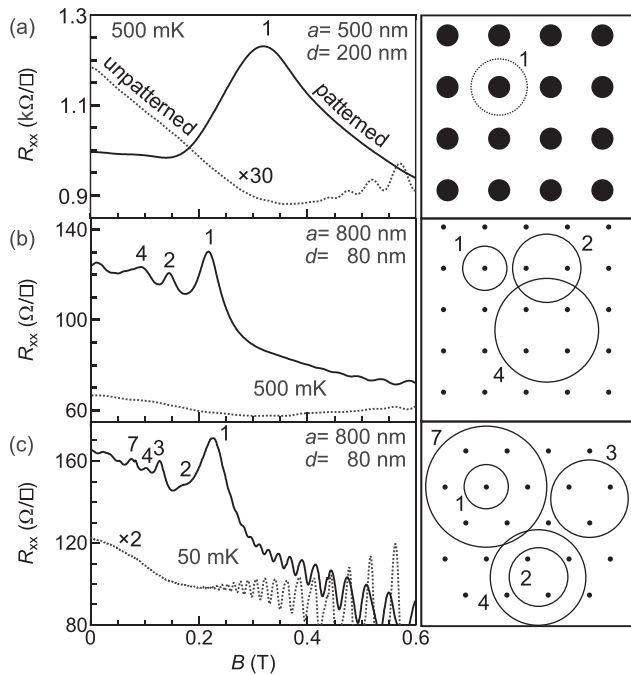 (a)
1.3
1.1
0.9
R_xx (kΩ/□)
500 mK
1
a= 500 nm
d= 200 nm
unpatterned
patterned
×30
1
(b)
140
100
60
R_xx (Ω/□)
4
2
1
a= 800 nm
d= 80 nm
500 mK
1
2
4
(c)
160
120
80
R_xx (Ω/□)
7
4
3
2
1
a= 800 nm
d= 80 nm
×2
50 mK
7
3
1
2
4
0
0.2
0.4
0.6
B (T)